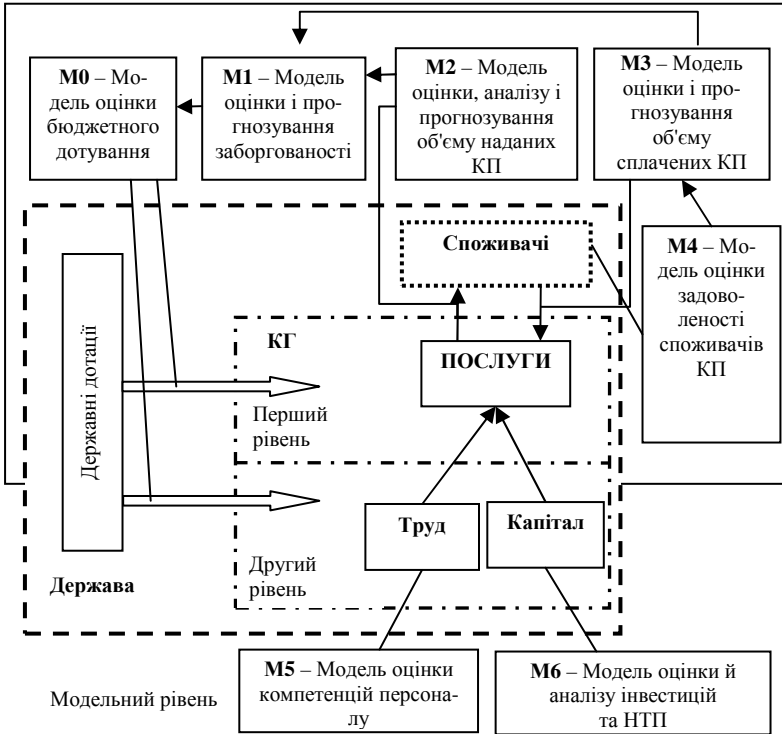 М0 – Мо-
дель оцінки
бюджетного
дотування
М1 – Модель
оцінки і про-
гнозування
заборгованості
М2 – Модель
оцінки, аналізу і
прогнозування
об'єму наданих
КП
М3 – Модель
оцінки і про-
гнозування
об'єму
сплачених КП
Споживачі
М4 – Мо-
дель оцінки
задово-
леності
споживачів
КП
Державні дотації
КГ
ПОСЛУГИ
Перший
рівень
Труд
Капітал
Другий
рівень
Держава
М5 – Модель оцінки
компетенцій персона-
лу
М6 – Модель оцінки й
аналізу інвестицій
та НТП
Модельний рівень